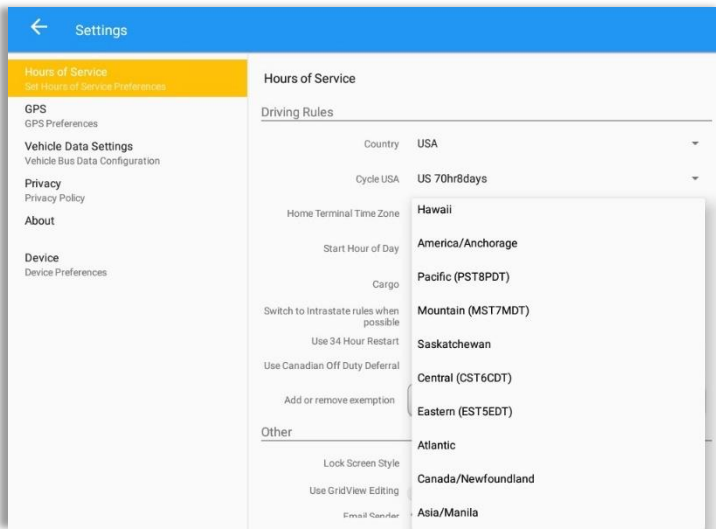 Settings
Hours of Service
Set Hours of Service Preferences
GPS
GPS Preferences
Vehicle Data Settings
Vehicle Bus Data Configuration
Privacy
Privacy Policy
About
Device
Device Preferences
Hours of Service
Driving Rules
Country USA
Cycle USA US 70hr8days
Home Terminal Time Zone
Start Hour of Day
Cargo
Switch to Intrastate rules when
possible
Use 34 Hour Restart
Use Canadian Off Duty Deferral
Add or remove exemption
Other
Lock Screen Style
Use GridView Editing
Email Sender
Hawaii
America/Anchorage
Pacific (PST8PDT)
Mountain (MST7MDT)
Saskatchewan
Central (CST6CDT)
Eastern (EST5EDT)
Atlantic
Canada/Newfoundland
Asia/Manila